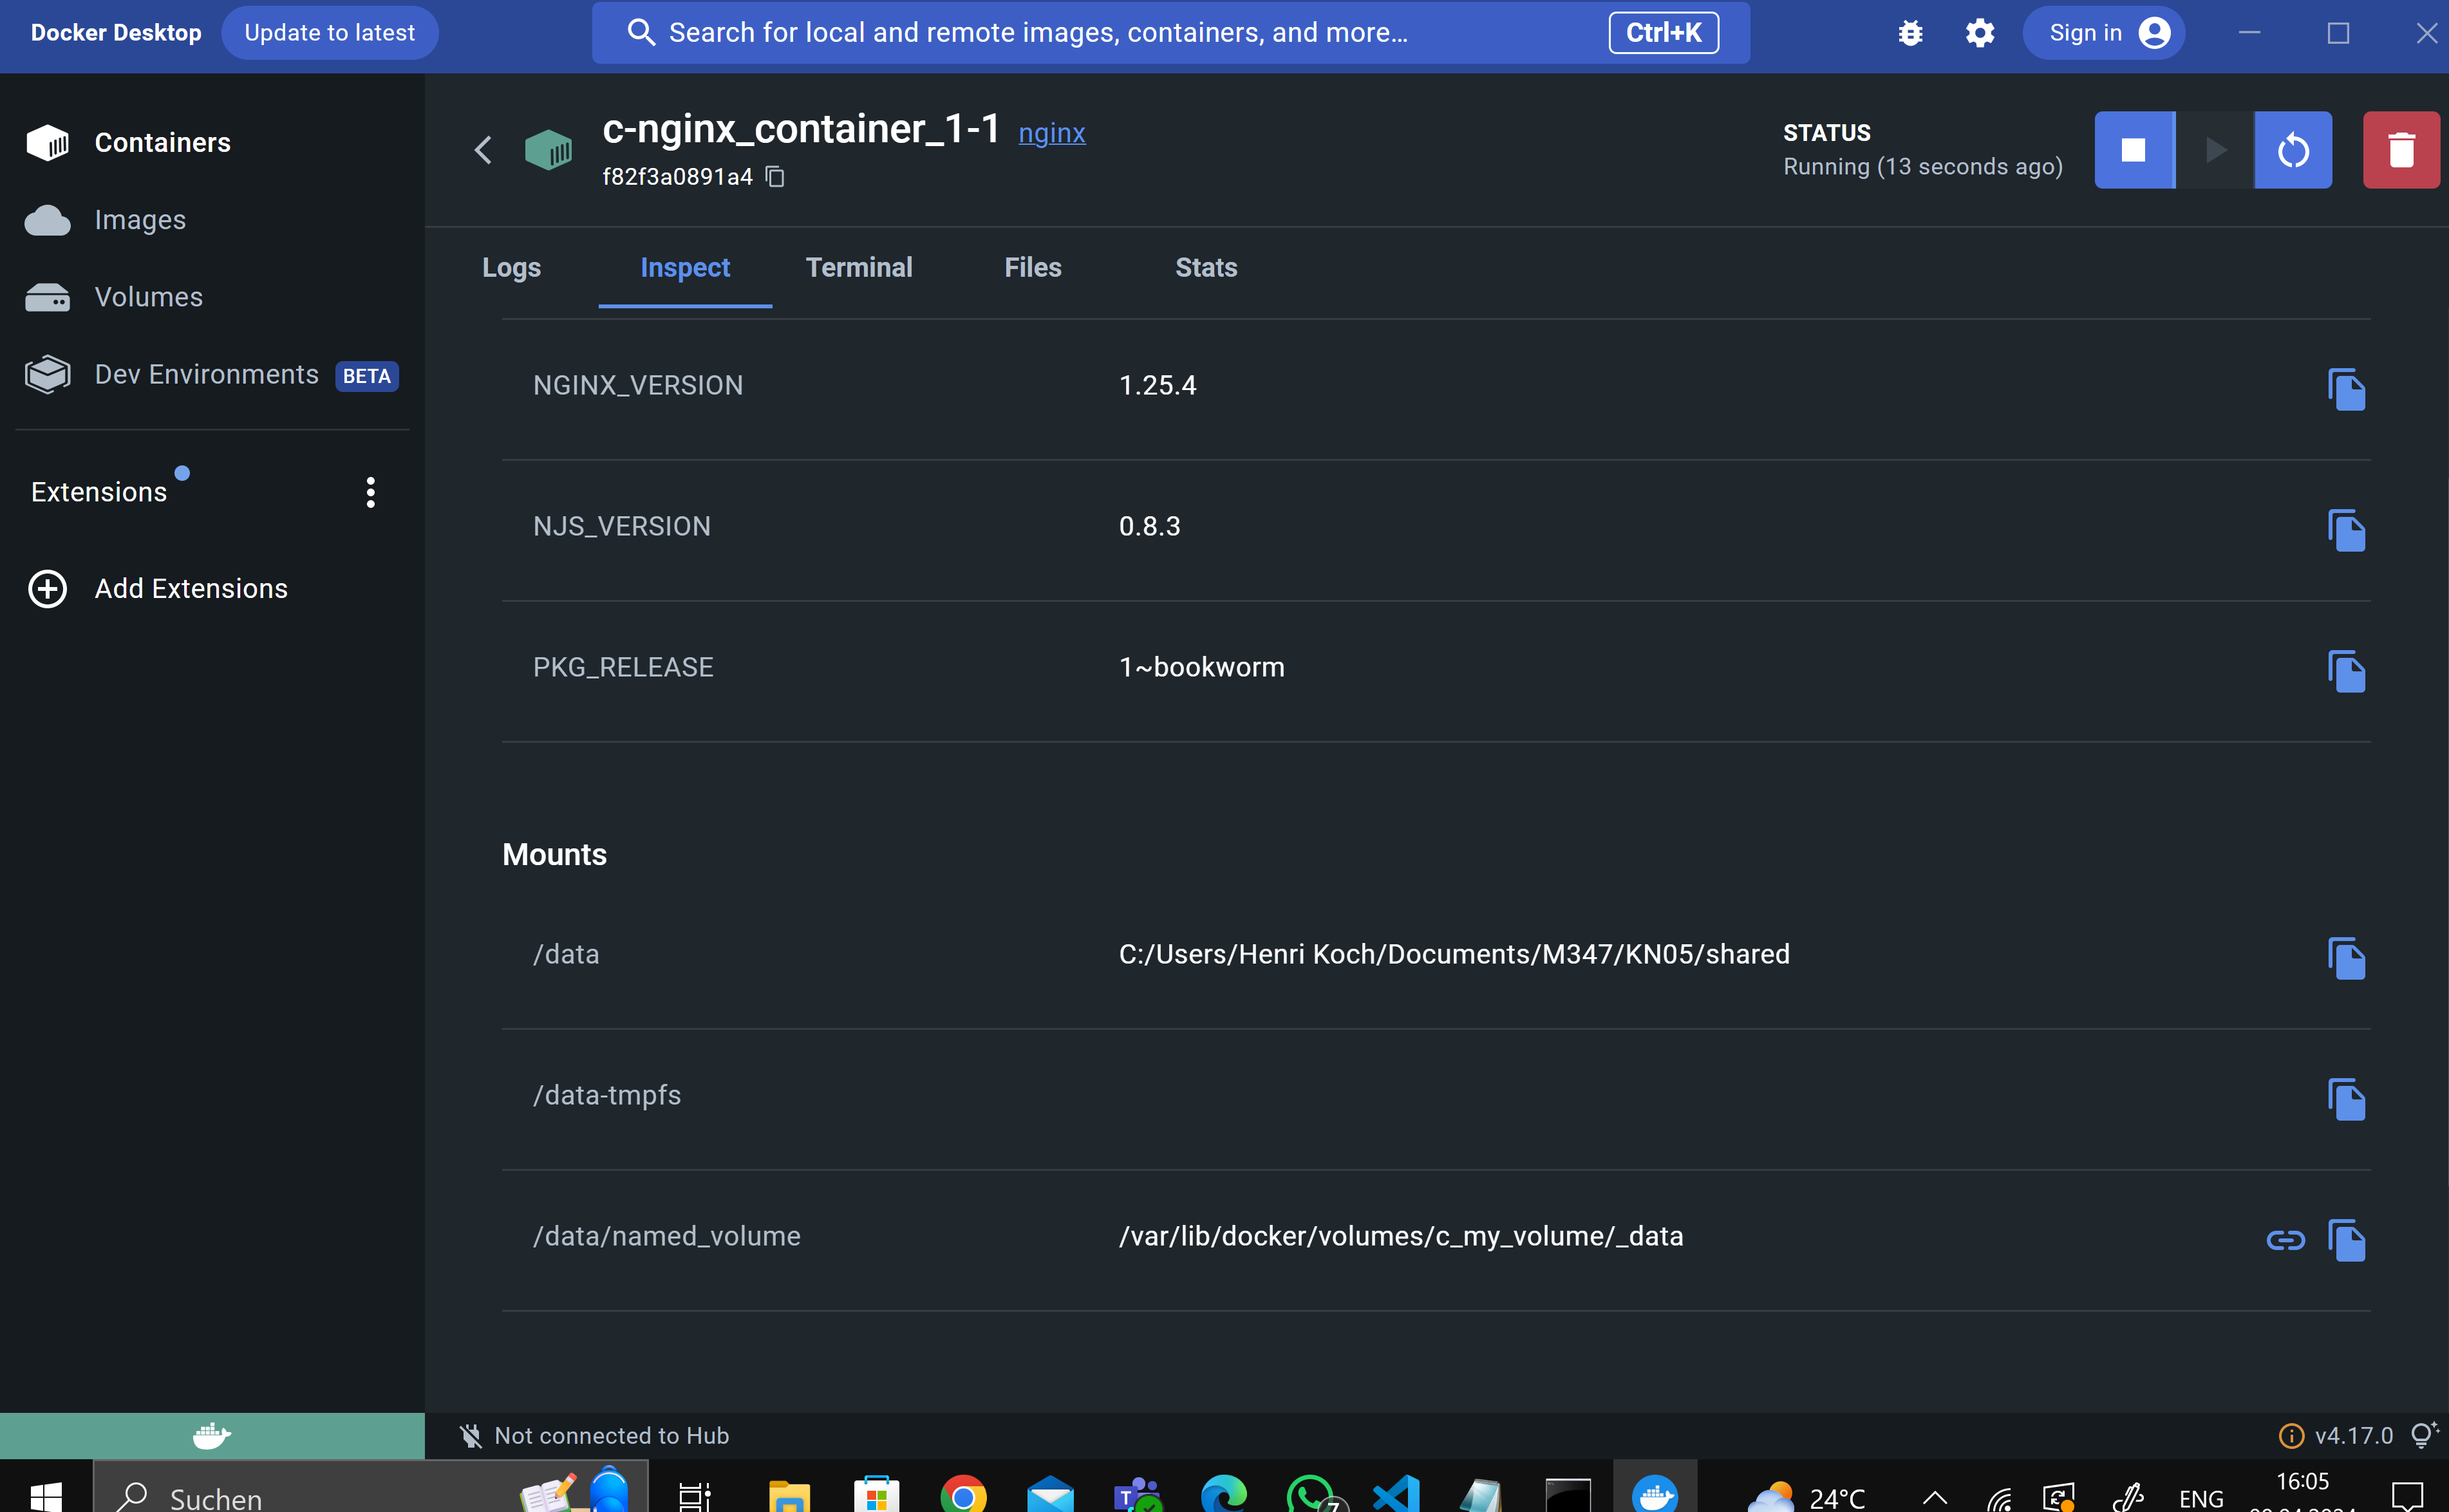 Docker Desktop
Update to latest
Search for local and remote images, containers, and more...
Ctrl+K
Sign in
Containers
Images
Volumes
Dev Environments BETA
Extensions
Add Extensions
c-nginx_container_1-1 nginx
f82f3a0891a4
STATUS
Running (13 seconds ago)
Logs
Inspect
Terminal
Files
Stats
NGINX_VERSION 1.25.4
NJS_VERSION 0.8.3
PKG_RELEASE 1~bookworm
Mounts
/data C:/Users/Henri Koch/Documents/M347/KN05/shared
/data-tmpfs
/data/named_volume /var/lib/docker/volumes/c_my_volume/_data
Not connected to Hub
v4.17.0
Suchen
T
7
24°C
ENG
16:05